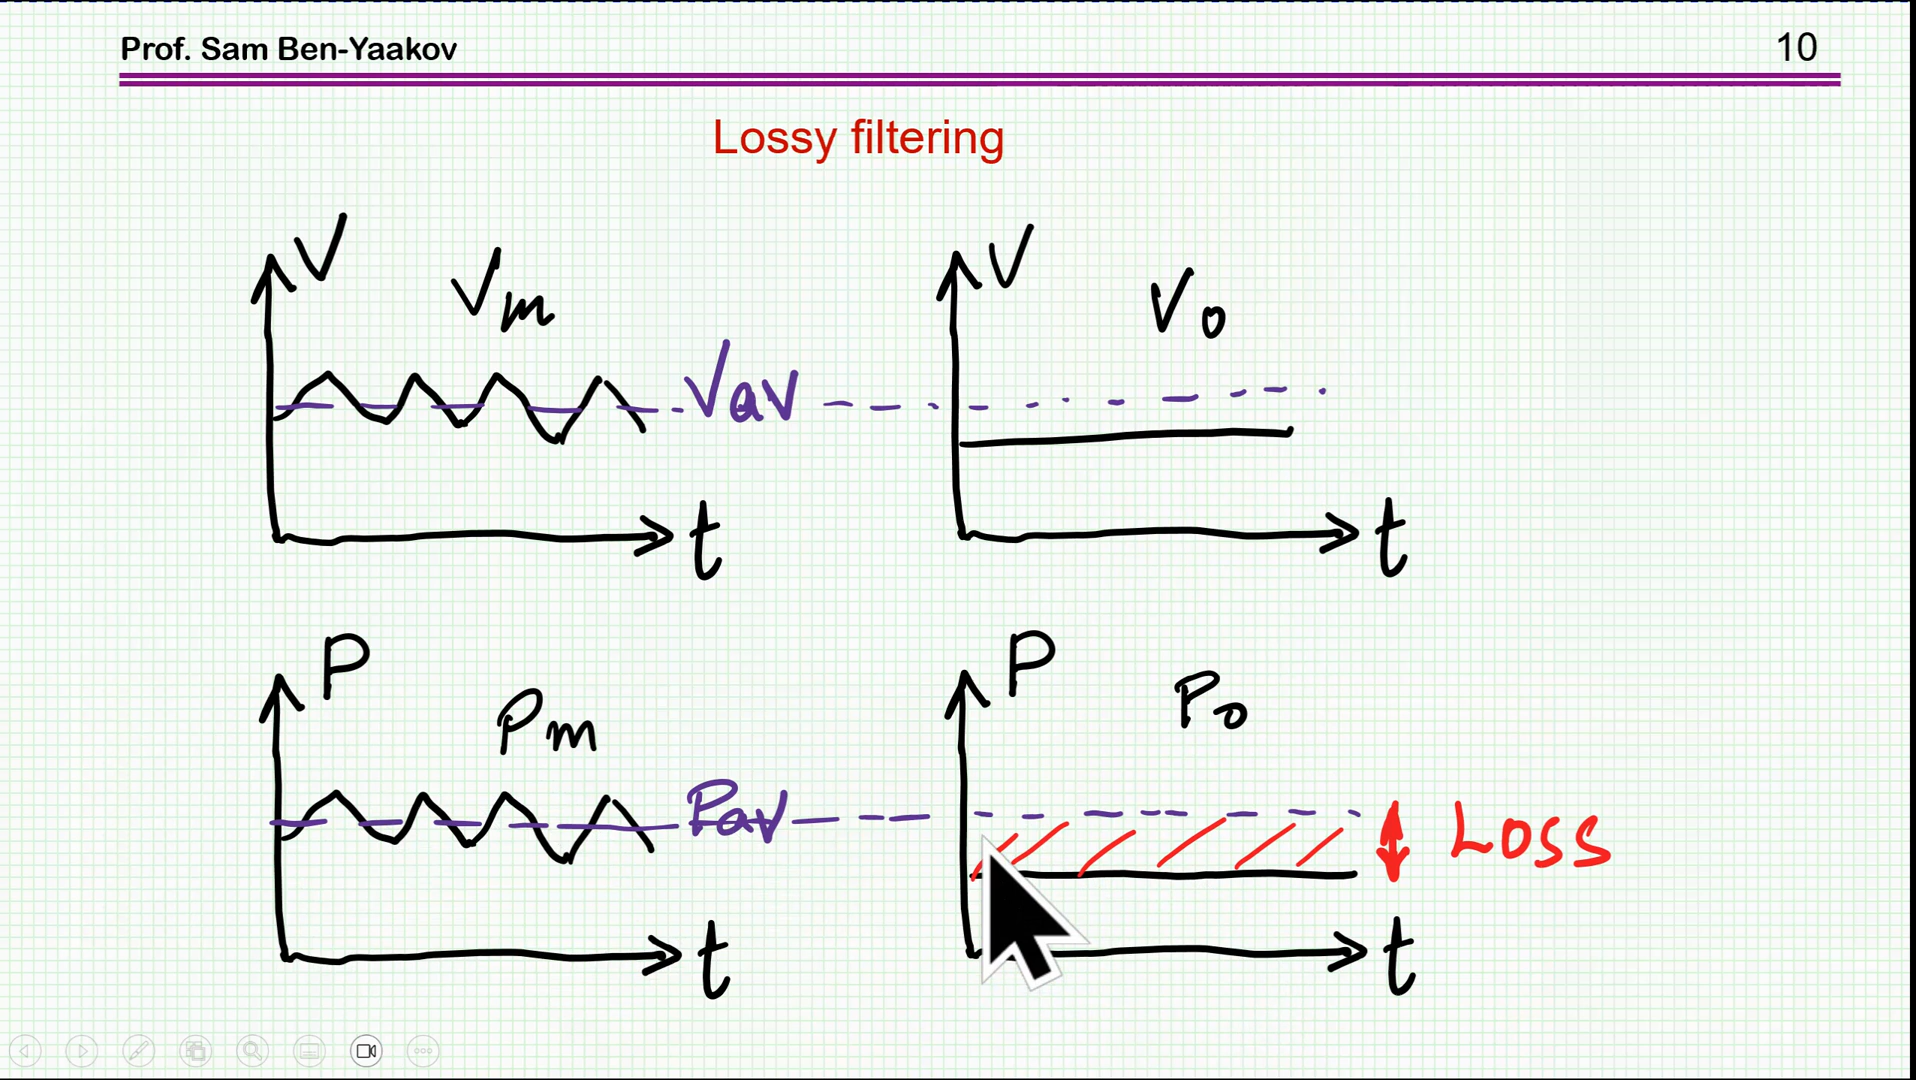 Prof. Sam Ben-Yaakov 10
Lossy filtering
V Vm V Vo
Vav
t t
P Pm P Po
Pav Loss
t t